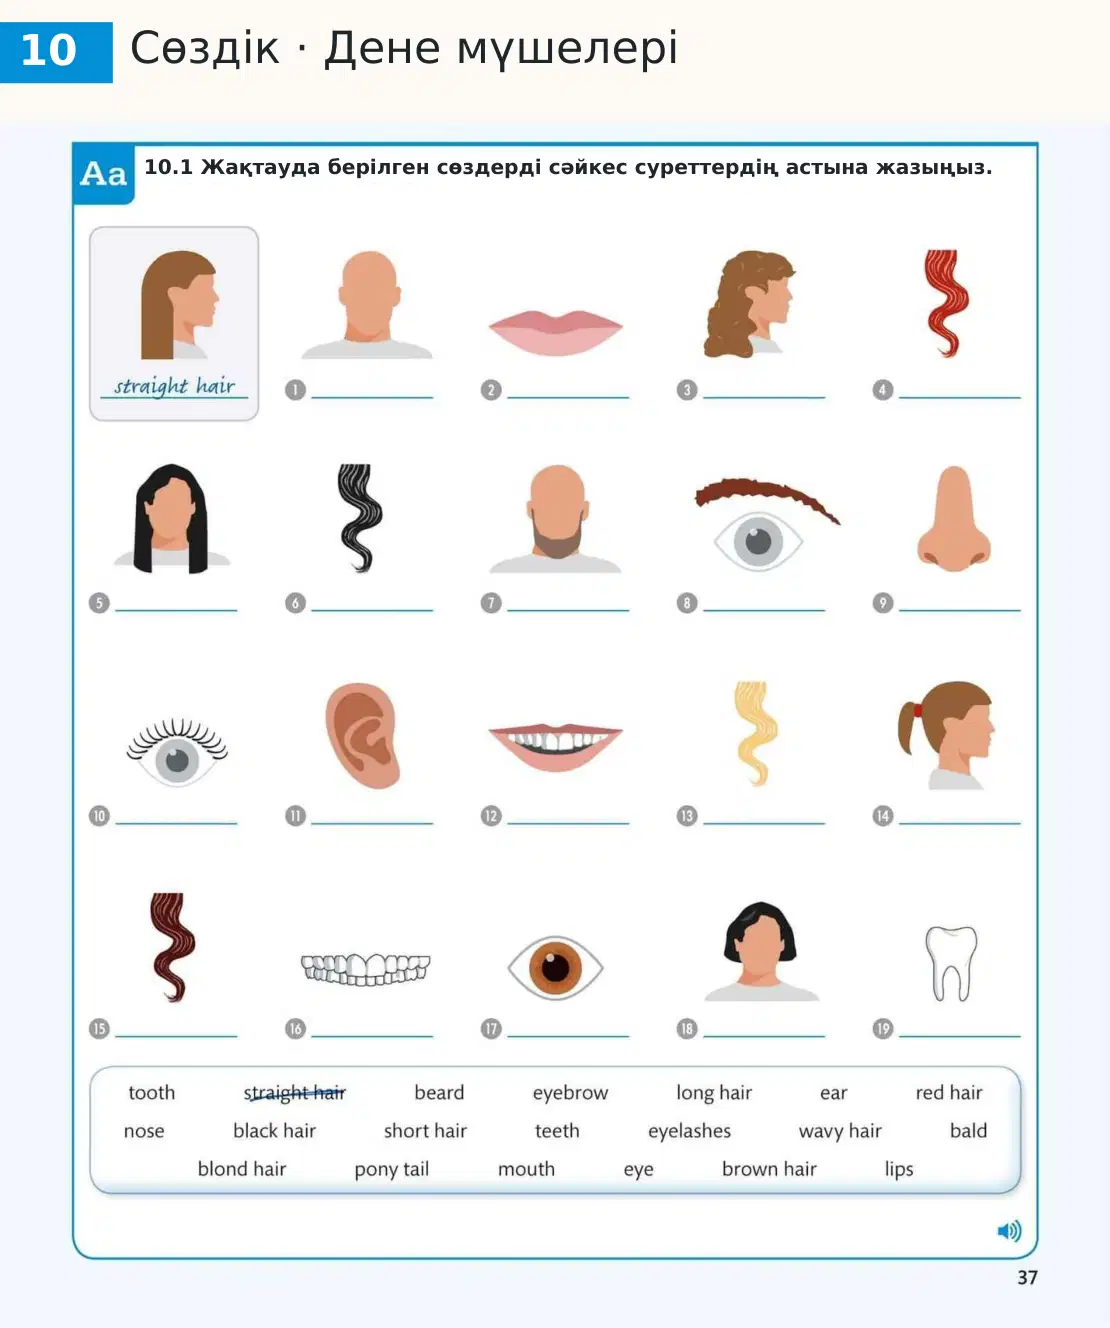 10 Сөздік · Дене мүшелері
Aa 10.1 Жақтауда берілген сөздерді сәйкес суреттердің астына жазыңыз.
straight hair 1 2 3 4
5 6 7 8 9
10 11 12 13 14
15 16 17 18 19
tooth straight hair beard eyebrow long hair ear red hair
nose black hair short hair teeth eyelashes wavy hair bald
blond hair pony tail mouth eye brown hair lips
37